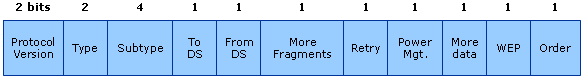 2 bits 2 4 1 1 1 1 1 1 1 1
Protocol Type Subtype To From More Retry Power More WEP Order
Version DS DS Fragments Mgt. data